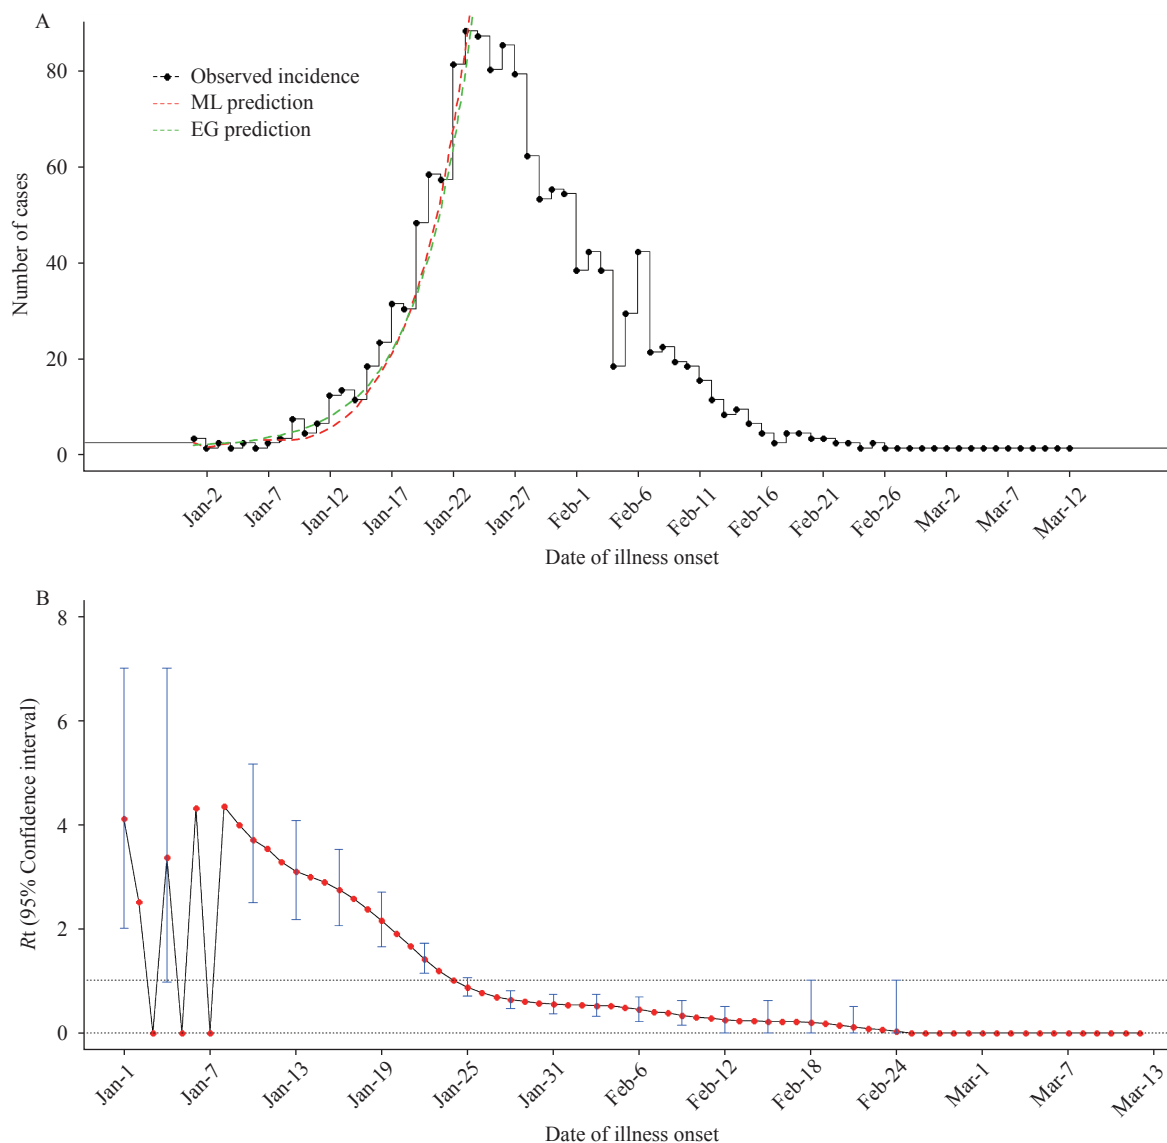 A
80
60
40
20
0
Number of cases
Observed incidence
ML prediction
EG prediction
Jan-2
Jan-7
Jan-12
Jan-17
Jan-22
Jan-27
Feb-1
Feb-6
Feb-11
Feb-16
Feb-21
Feb-26
Mar-2
Mar-7
Mar-12
Date of illness onset
B
8
6
4
2
0
Rt (95% Confidence interval)
Jan-1
Jan-7
Jan-13
Jan-19
Jan-25
Jan-31
Feb-6
Feb-12
Feb-18
Feb-24
Mar-1
Mar-7
Mar-13
Date of illness onset